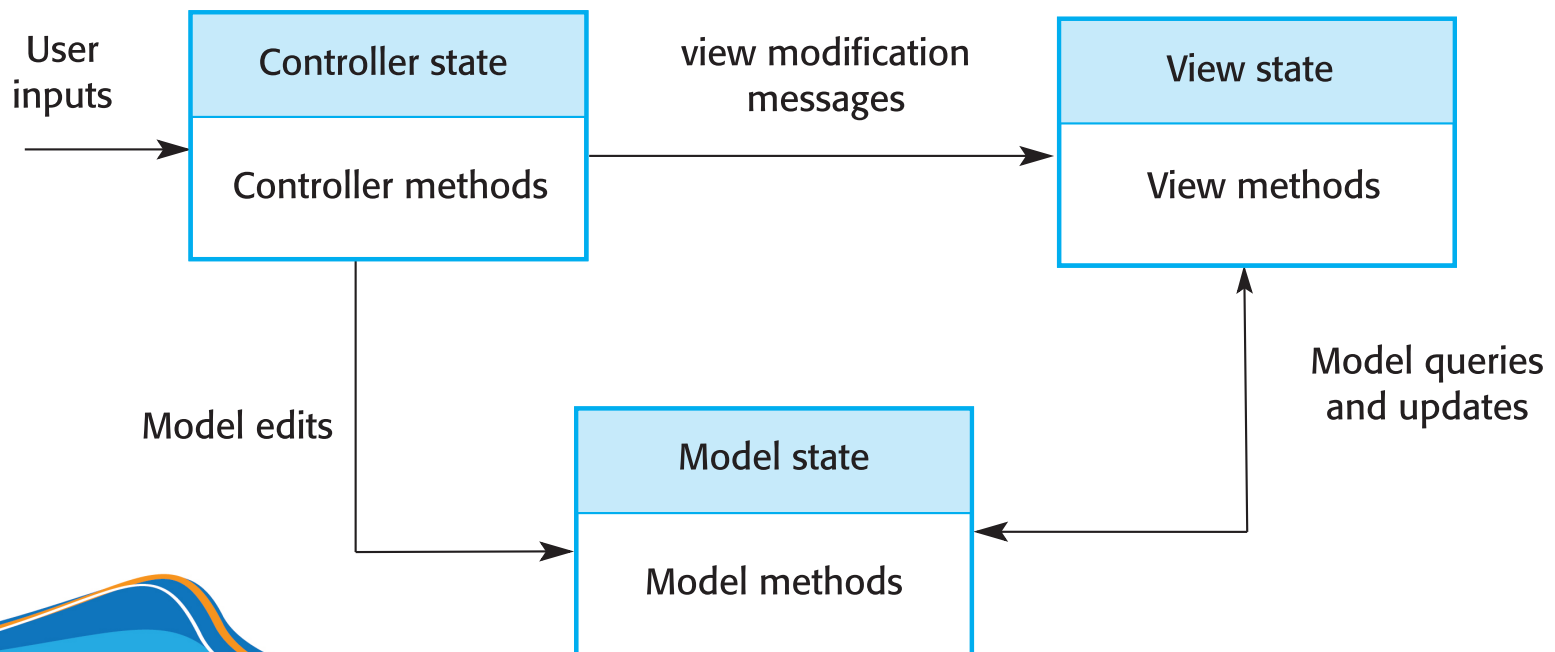 User
inputs
Controller state
Controller methods
view modification
messages
View state
View methods
Model edits
Model state
Model methods
Model queries
and updates